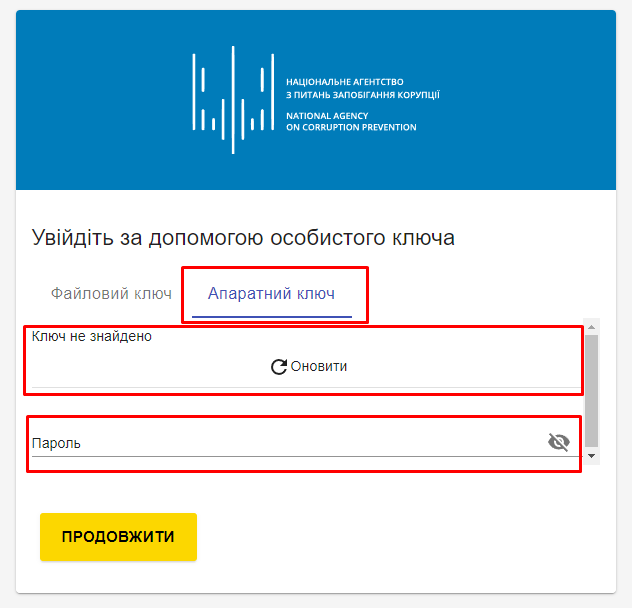 НАЦІОНАЛЬНЕ АГЕНТСТВО
З ПИТАНЬ ЗАПОБІГАННЯ КОРУПЦІЇ
NATIONAL AGENCY
ON CORRUPTION PREVENTION
Увійдіть за допомогою особистого ключа
Файловий ключ Апаратний ключ
Ключ не знайдено
Оновити
Пароль
ПРОДОВЖИТИ